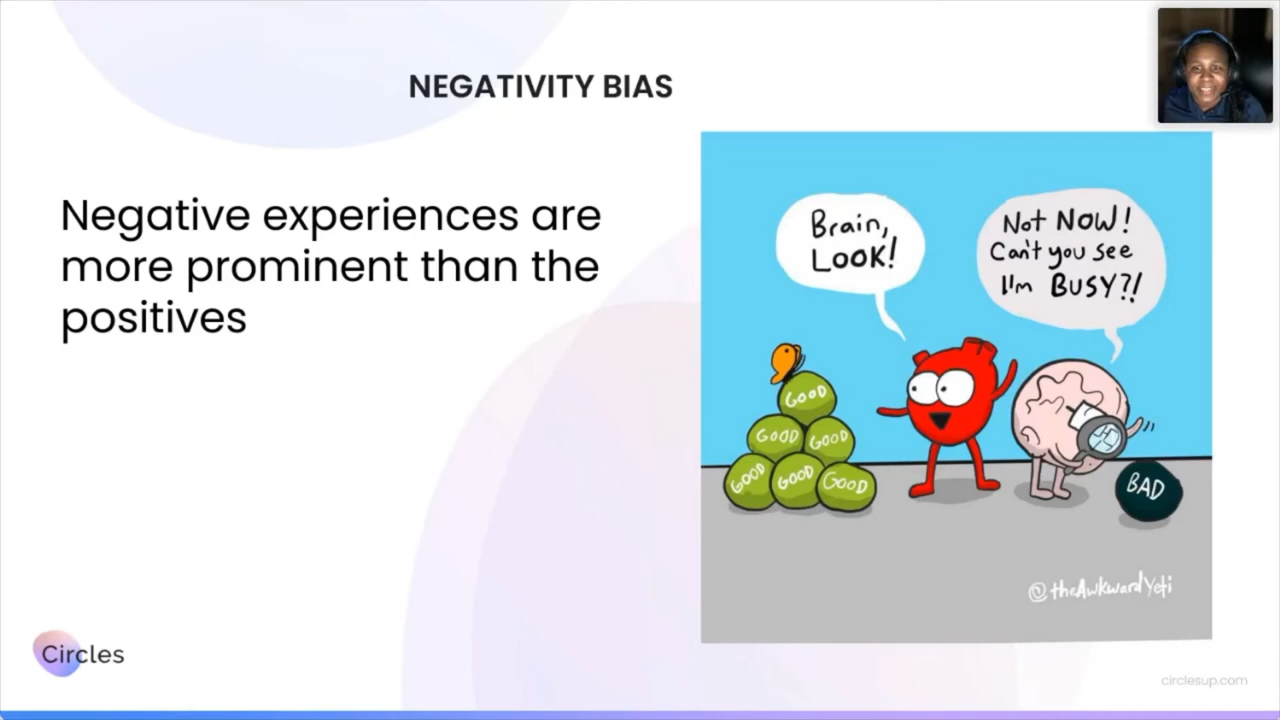 NEGATIVITY BIAS
Negative experiences are
more prominent than the
positives
Brain,
LOOK!
Not NOW!
Can't you see
I'm BUSY?!
GOOD
GOOD
GOOD
GOOD
GOOD
GOOD
BAD
@theAwkwardYeti
Circles
circlesup.com